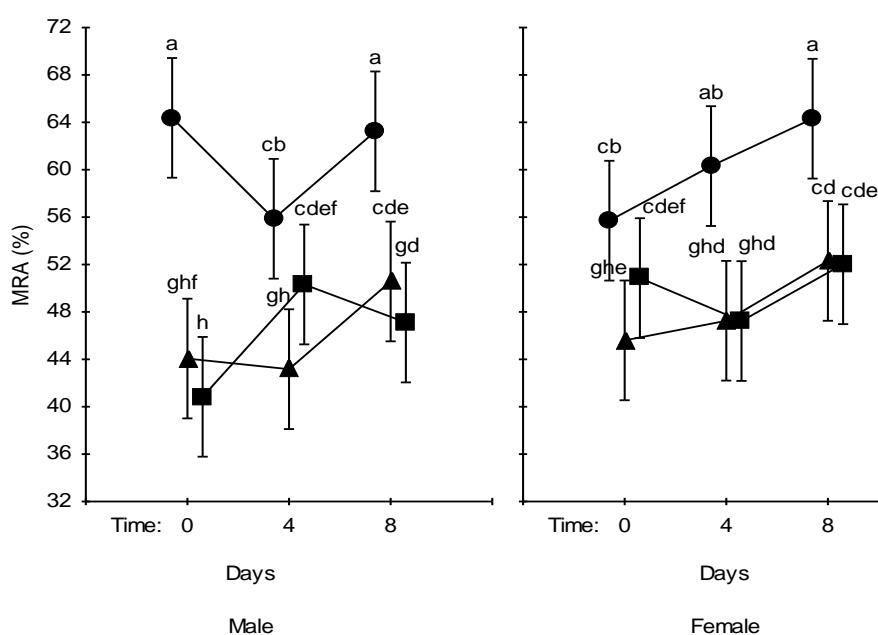 72
68
64
60
56
52
48
44
40
36
32
MRA (%)
a
cb
a
ghf
h
cdef
gh
cde
gd
Time: 0 4 8
Days
Male
cb
ab
a
cdef
ghe
ghd
ghd
cd
cde
Time: 0 4 8
Days
Female